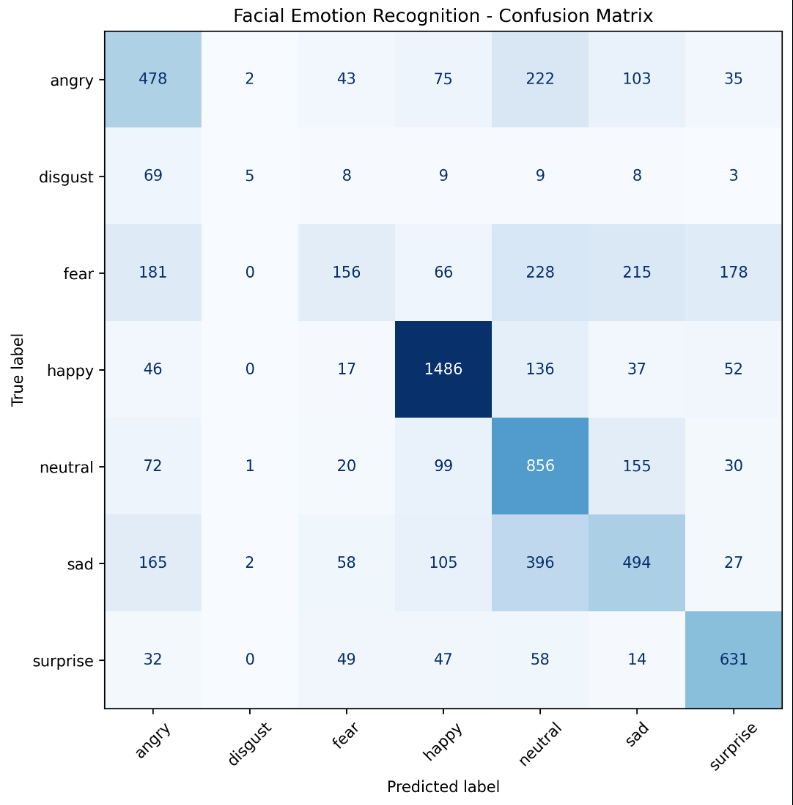 Facial Emotion Recognition - Confusion Matrix
angry 478 2 43 75 222 103 35
disgust 69 5 8 9 9 8 3
fear 181 0 156 66 228 215 178
happy 46 0 17 1486 136 37 52
neutral 72 1 20 99 856 155 30
sad 165 2 58 105 396 494 27
surprise 32 0 49 47 58 14 631
True label
angry disgust fear happy neutral sad surprise
Predicted label